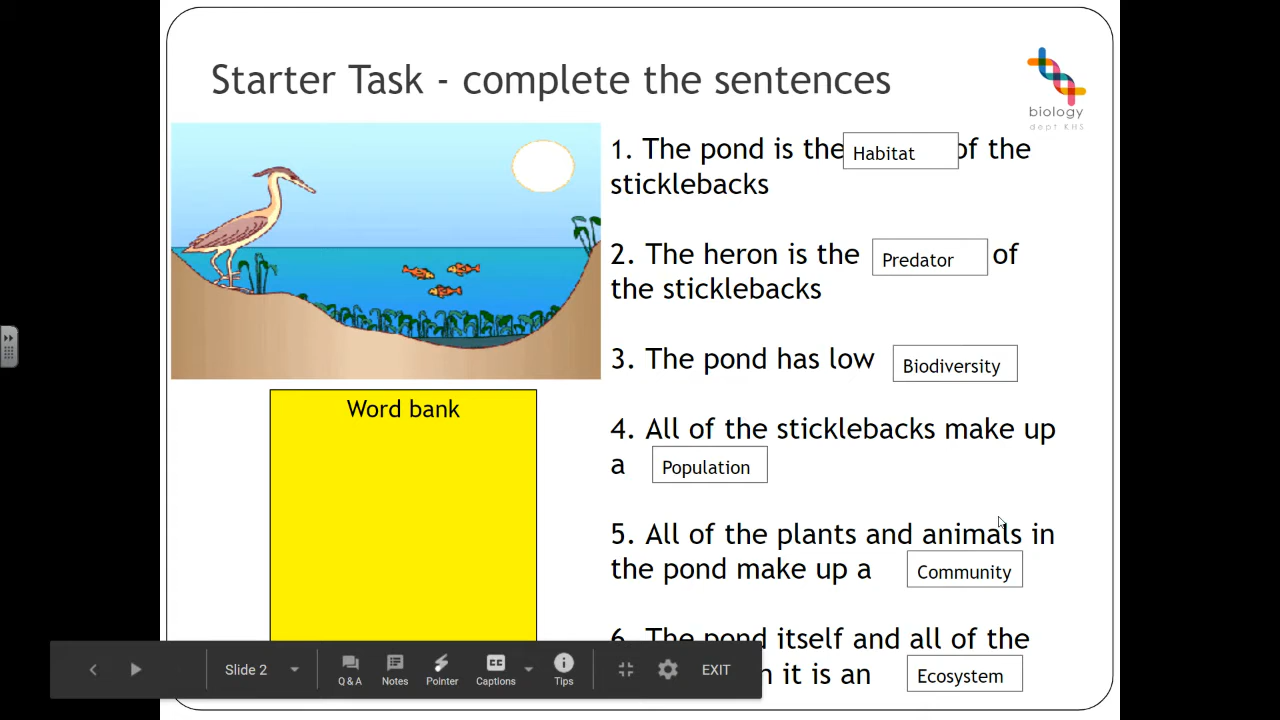 Starter Task - complete the sentences
biology
dept KHS
1. The pond is the Habitat of the
sticklebacks
2. The heron is the Predator of
the sticklebacks
3. The pond has low Biodiversity
4. All of the sticklebacks make up
a Population
5. All of the plants and animals in
the pond make up a Community
6. The pond itself and all of the
it is an Ecosystem
Word bank
Slide 2
Q & A
Notes
Pointer
Captions
Tips
EXIT